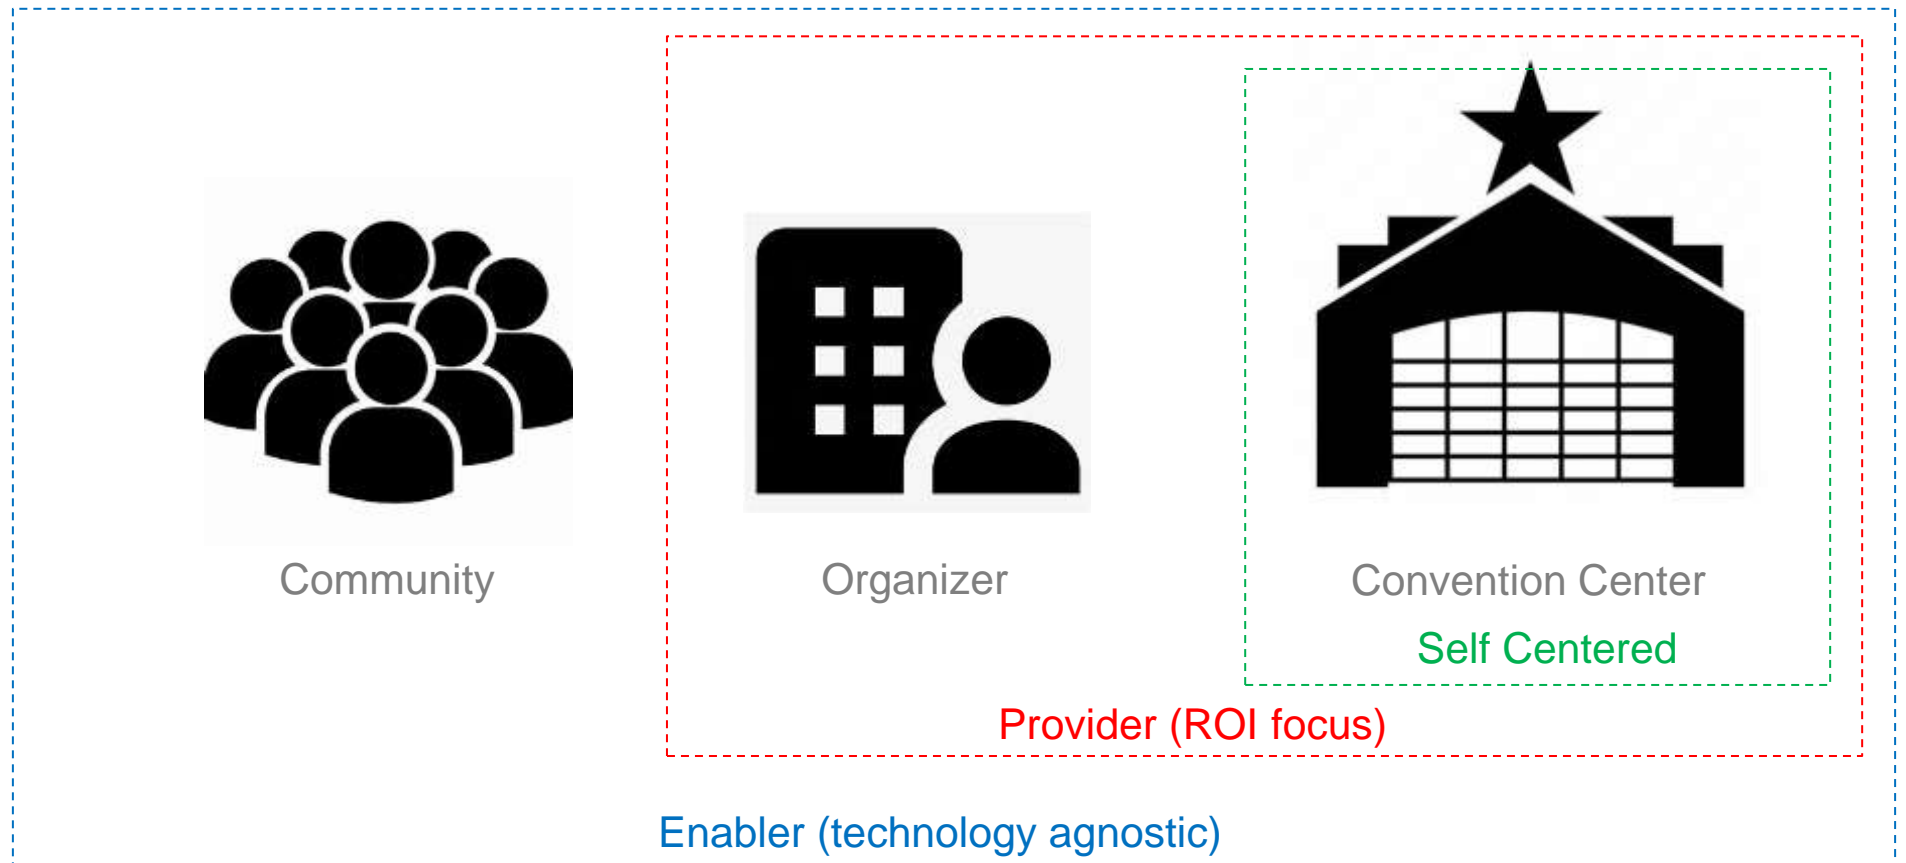 Community
Organizer
Convention Center
Self Centered
Provider (ROI focus)
Enabler (technology agnostic)